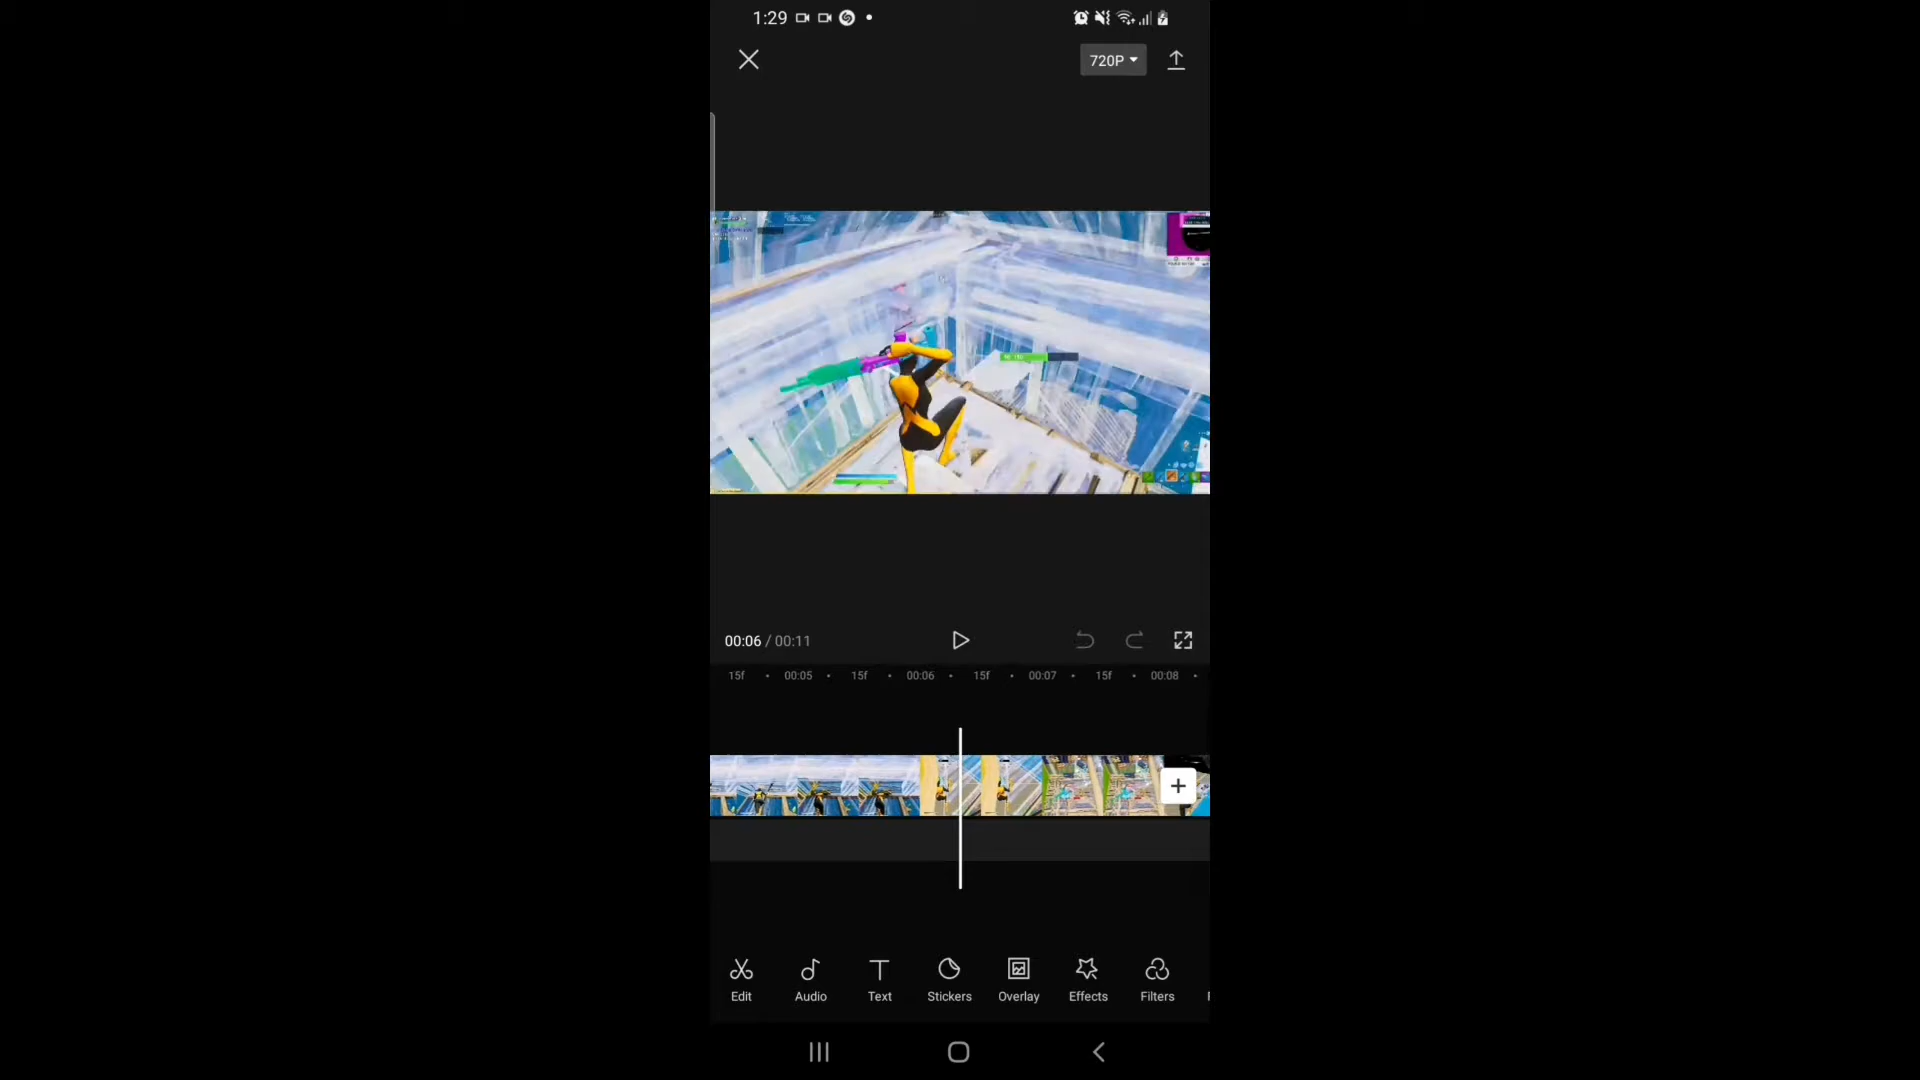 1:29
720P
00:06 / 00:11
15f 00:05 15f 00:06 15f 00:07 15f 00:08
Edit Audio Text Stickers Overlay Effects Filters